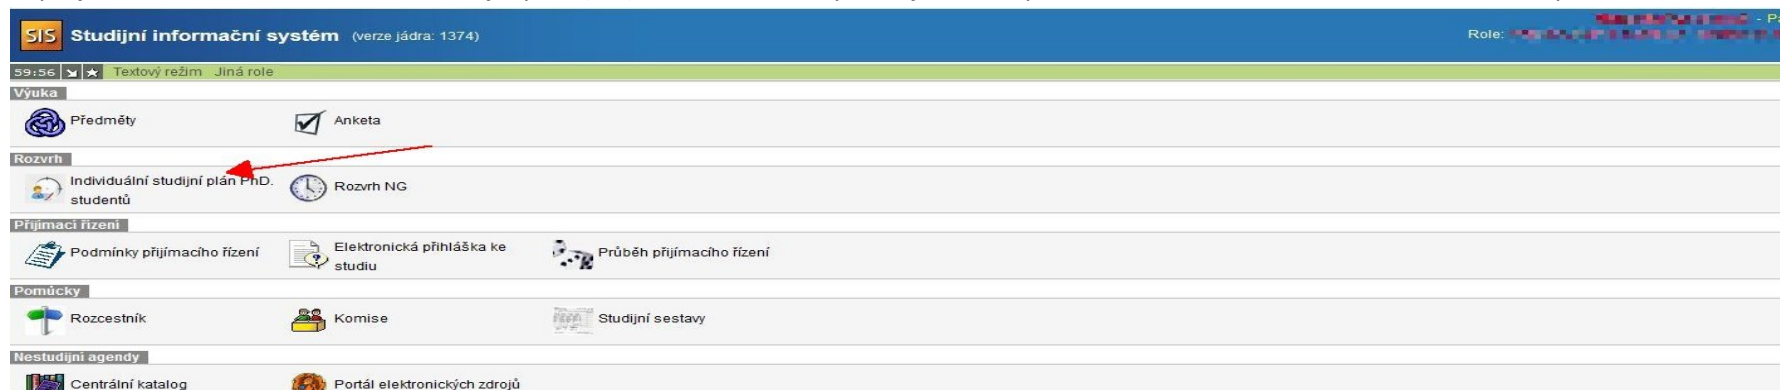 SIS Studijní informační systém (verze jádra: 1374)
Role:
59:56 Textový režim Jiná role
Výuka
Předměty Anketa
Rozvrh
Individuální studijní plán PhD. studentů Rozvrh NG
Přijímací řízení
Podmínky přijímacího řízení Elektronická přihláška ke studiu Průběh přijímacího řízení
Pomůcky
Rozcestník Komise Studijní sestavy
Nestudijní agendy
Centrální katalog Portál elektronických zdrojů